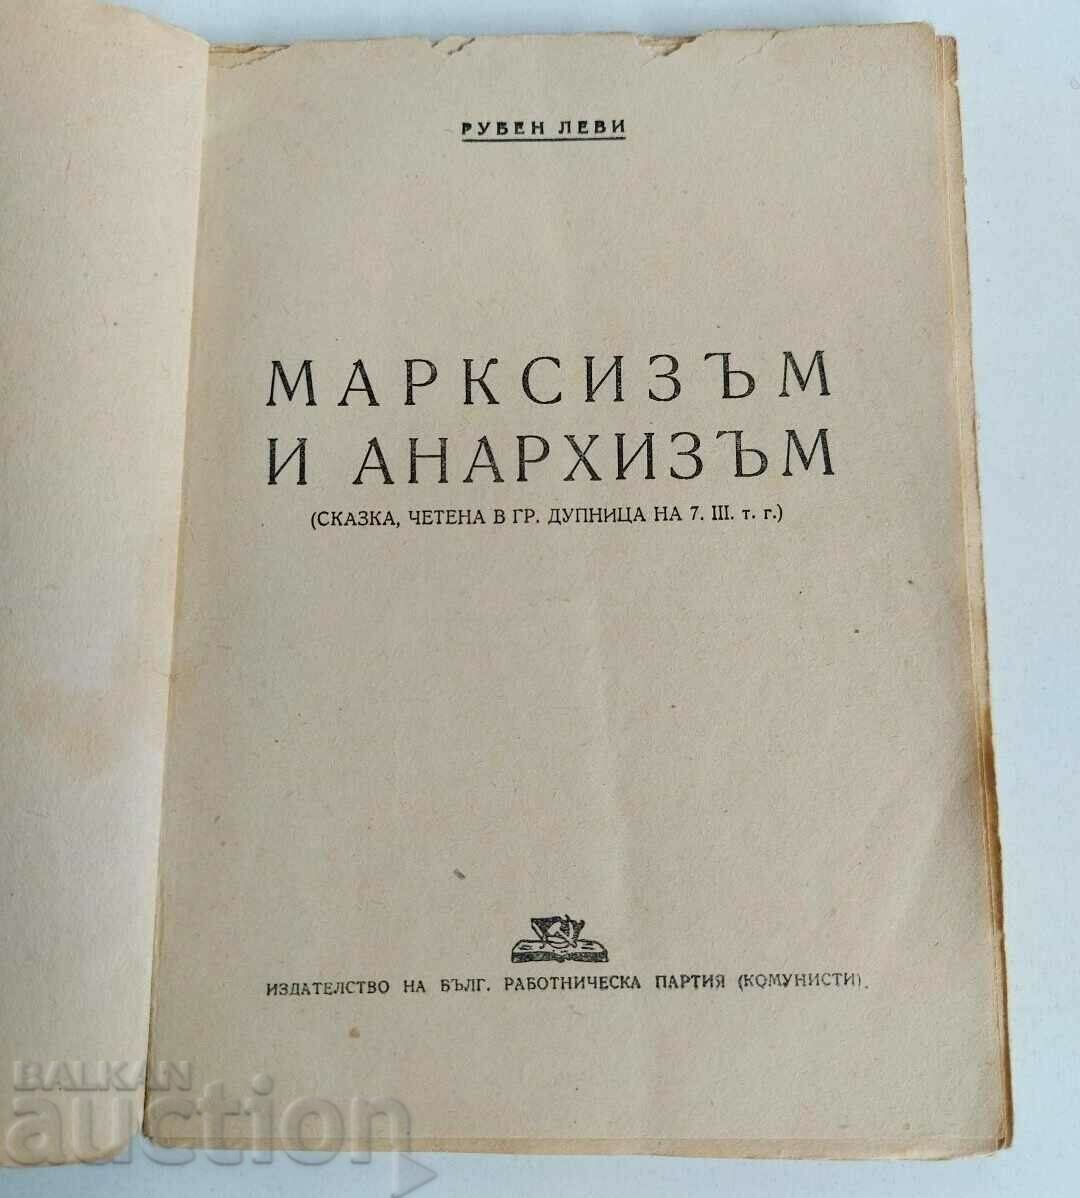 РУБЕН ЛЕВИ
МАРКСИЗЪМ
И АНАРХИЗЪМ
(СКАЗКА, ЧЕТЕНА В ГР. ДУПНИЦА НА 7. III. т. г.)
ИЗДАТЕЛСТВО НА БЪЛГ. РАБОТНИЧЕСКА ПАРТИЯ (КОМУНИСТИ).
BALKAN
auction